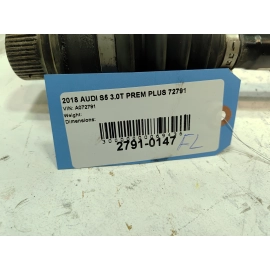 2018 AUDI S5 3.0T PREM PLUS 72791
VIN: A072791
Weight:
Dimensions:
2791-0147
FL